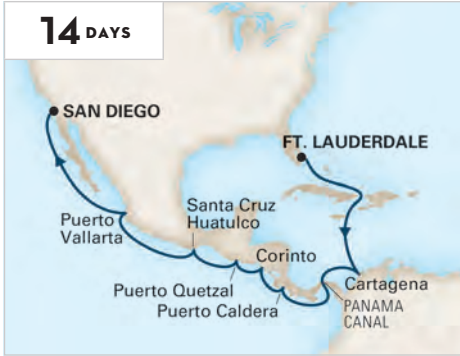 14 DAYS
SAN DIEGO
FT. LAUDERDALE
Puerto
Vallarta
Santa Cruz
Huatulco
Corinto
Puerto Quetzal
Puerto Caldera
Cartagena
PANAMA
CANAL